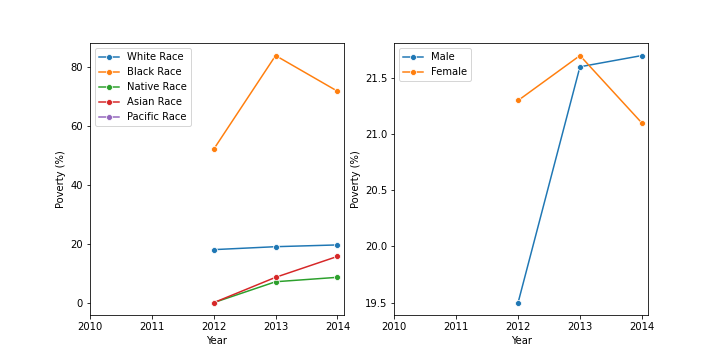 White Race
Black Race
Native Race
Asian Race
Pacific Race
80
60
40
20
0
Poverty (%)
2010 2011 2012 2013 2014
Year
Male
Female
21.5
21.0
20.5
20.0
19.5
Poverty (%)
2010 2011 2012 2013 2014
Year